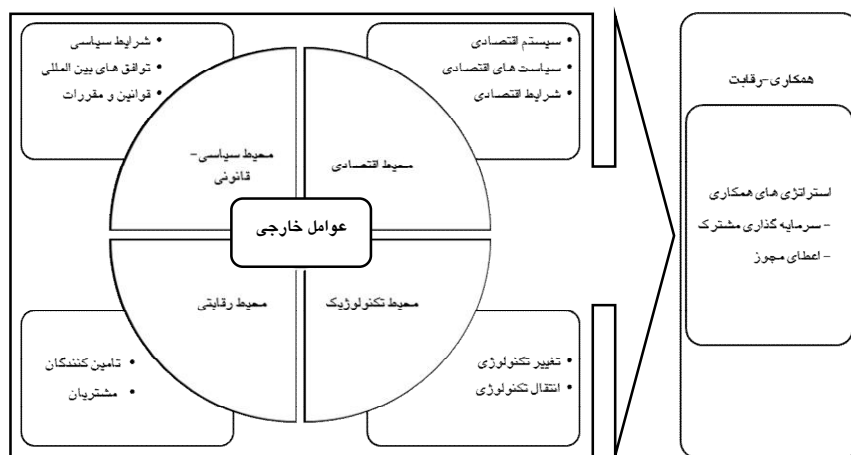 سیستم اقتصادی
سیاست های اقتصادی
شرایط اقتصادی
شرایط سیاسی
توافق های بین المللی
قوانین و مقررات
محیط اقتصادی
محیط سیاسی-
قانونی
عوامل خارجی
محیط تکنولوژیک
محیط رقابتی
تغییر تکنولوژی
انتقال تکنولوژی
تامین کنندگان
مشتریان
همکاری-رقابت
استراتژی های همکاری
- سرمایه گذاری مشترک
- اعطای مجوز